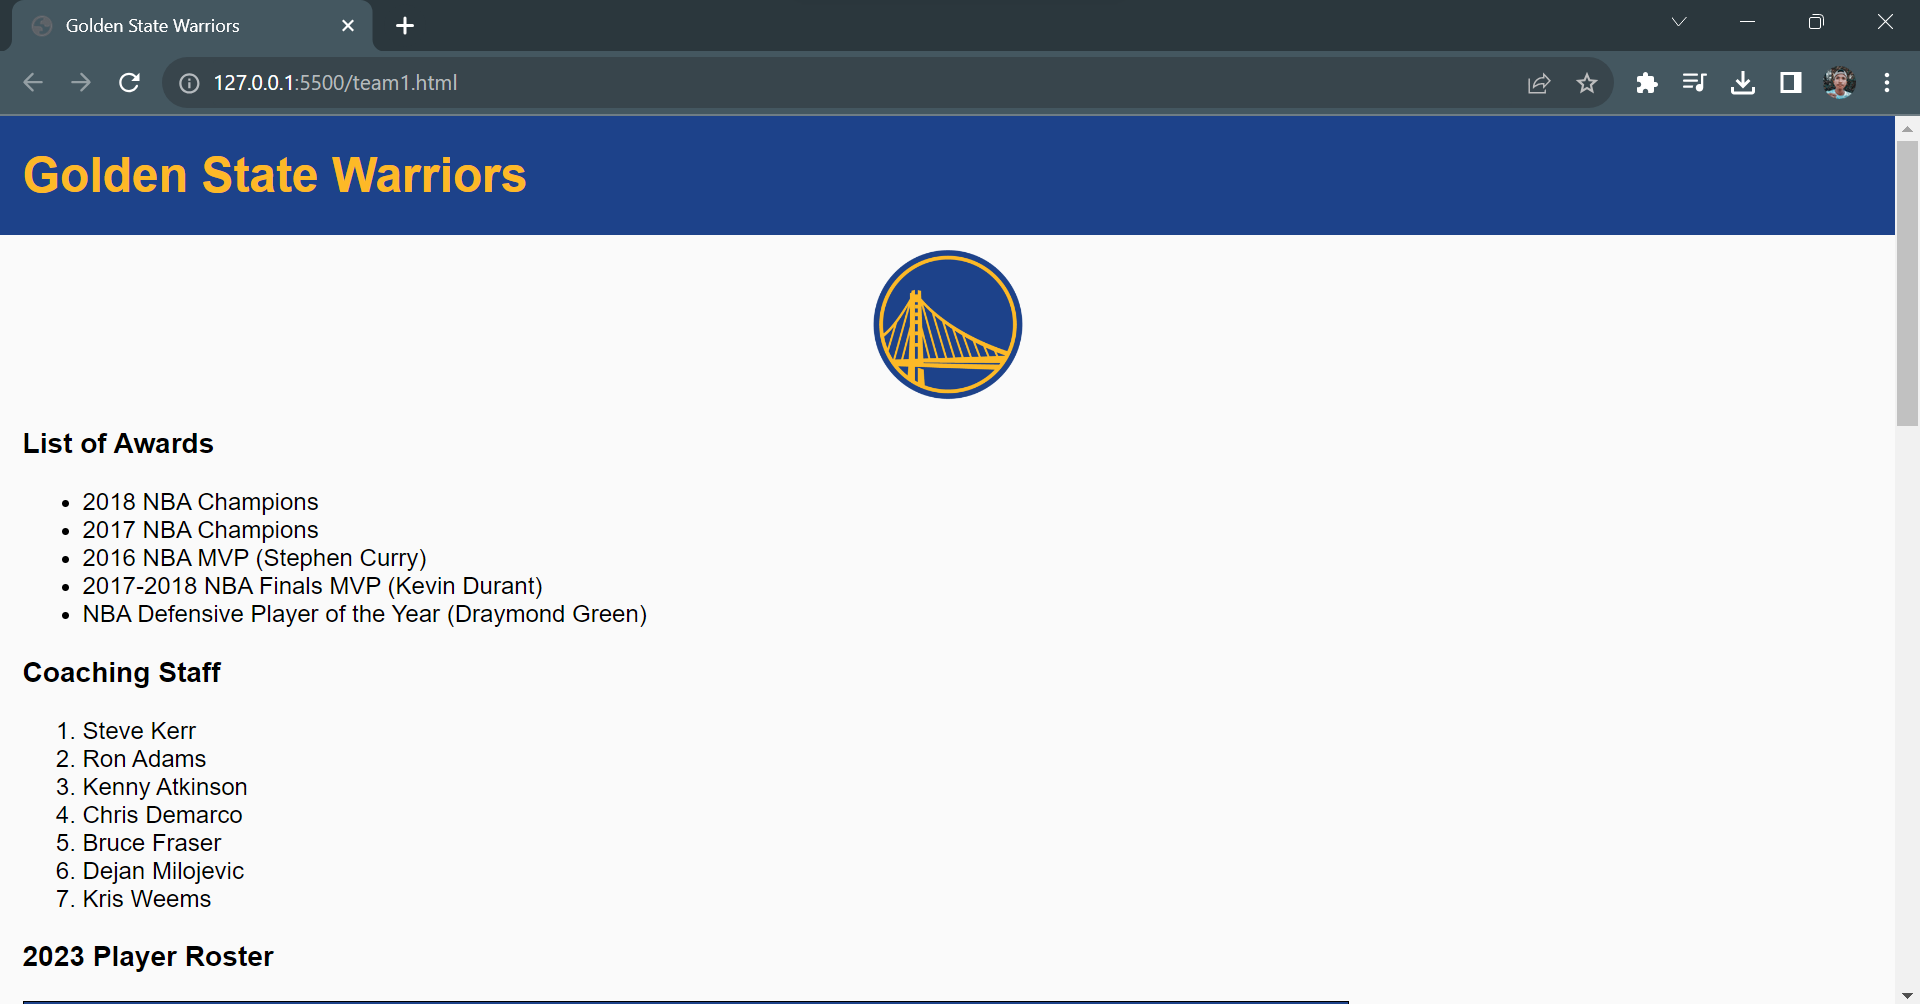 Golden State Warriors
127.0.0.1:5500/team1.html
Golden State Warriors
List of Awards
• 2018 NBA Champions
• 2017 NBA Champions
• 2016 NBA MVP (Stephen Curry)
• 2017-2018 NBA Finals MVP (Kevin Durant)
• NBA Defensive Player of the Year (Draymond Green)
Coaching Staff
1. Steve Kerr
2. Ron Adams
3. Kenny Atkinson
4. Chris Demarco
5. Bruce Fraser
6. Dejan Milojevic
7. Kris Weems
2023 Player Roster